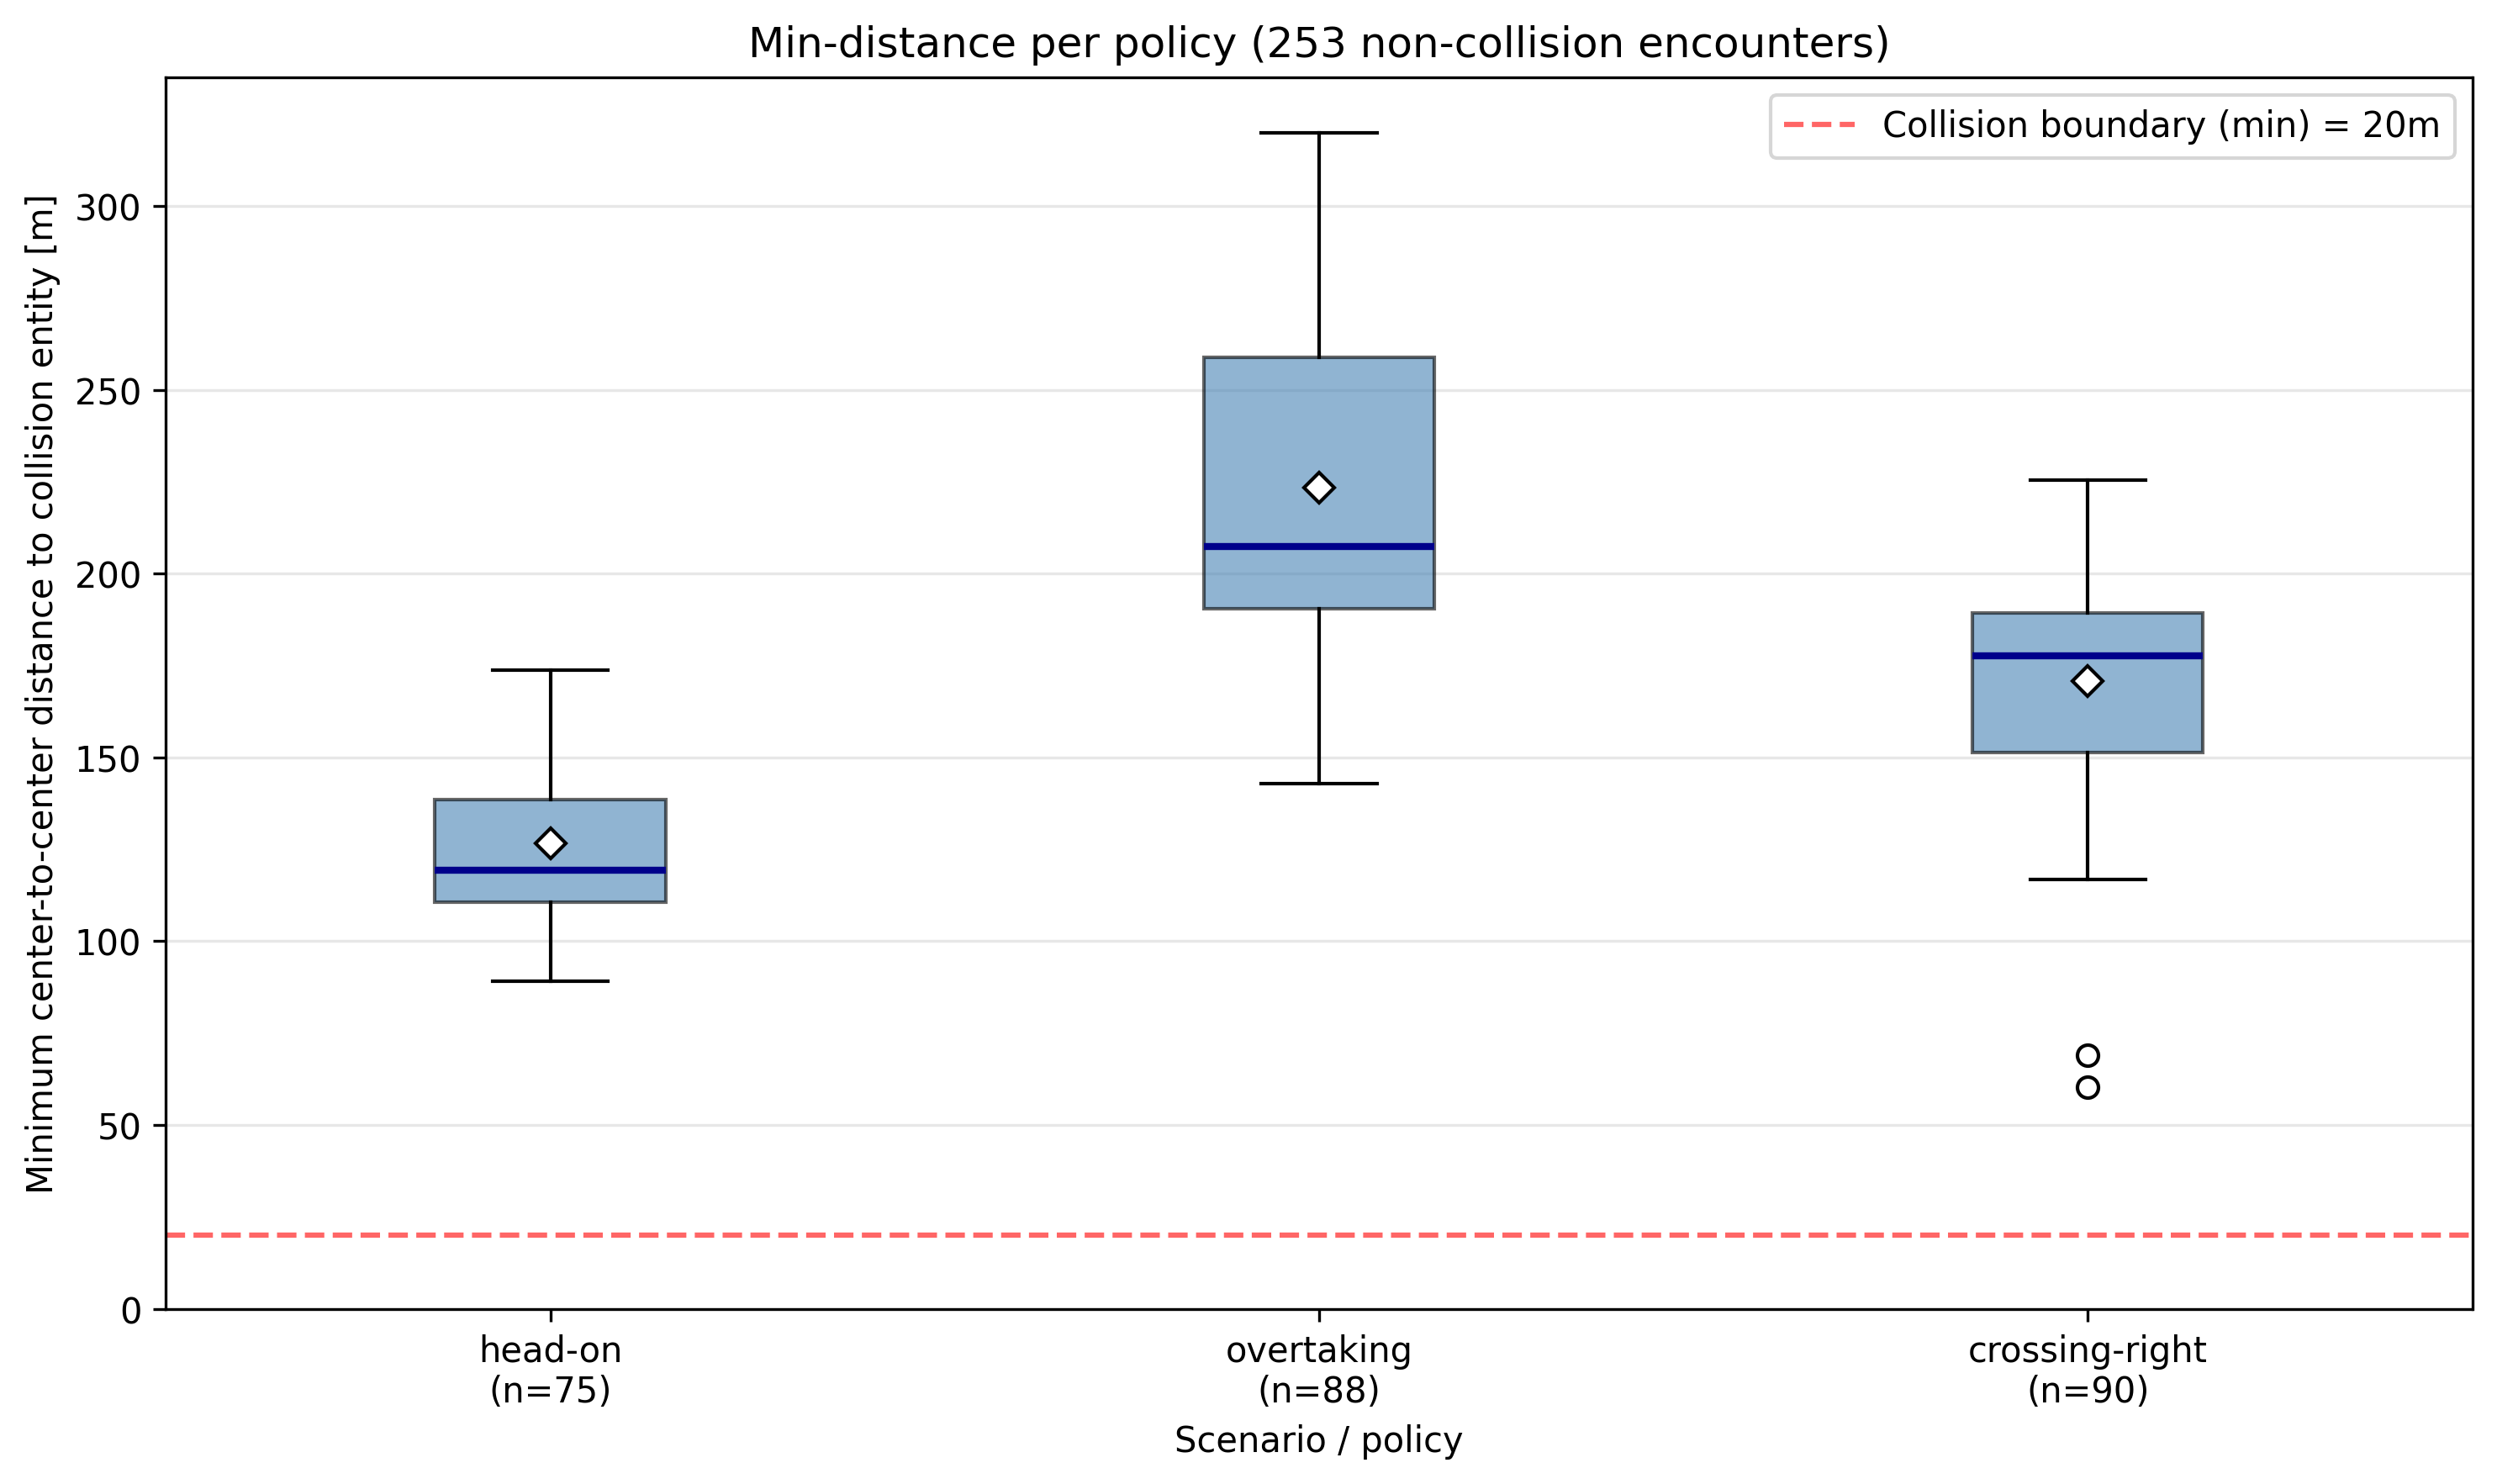 Min-distance per policy (253 non-collision encounters)
Collision boundary (min) = 20m
Minimum center-to-center distance to collision entity [m]
300
250
200
150
100
50
0
head-on
(n=75)
overtaking
(n=88)
crossing-right
(n=90)
Scenario / policy